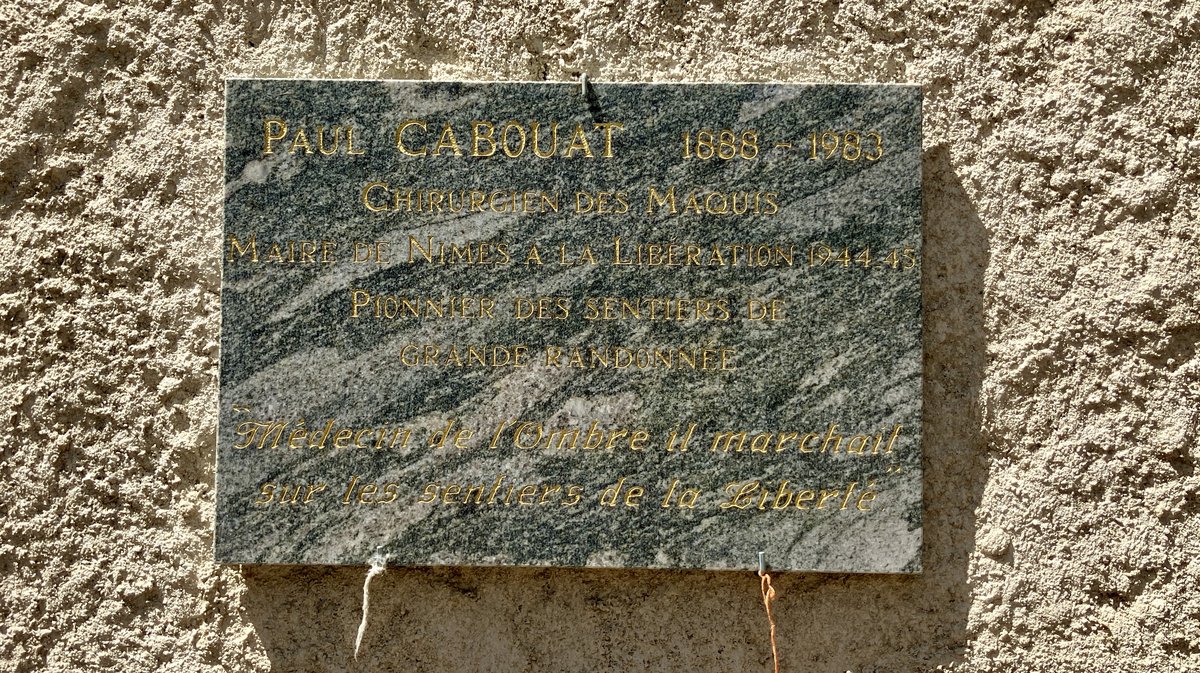 PAUL CABOUAT 1888 - 1983
CHIRURGIEN DES MAQUIS
MAIRE DE NIMES A LA LIBÉRATION 1944-45
PIONNIER DES SENTIERS DE
GRANDE RANDONNÉE
"Médecin de l'Ombre il marchait
sur les sentiers de la Liberté"